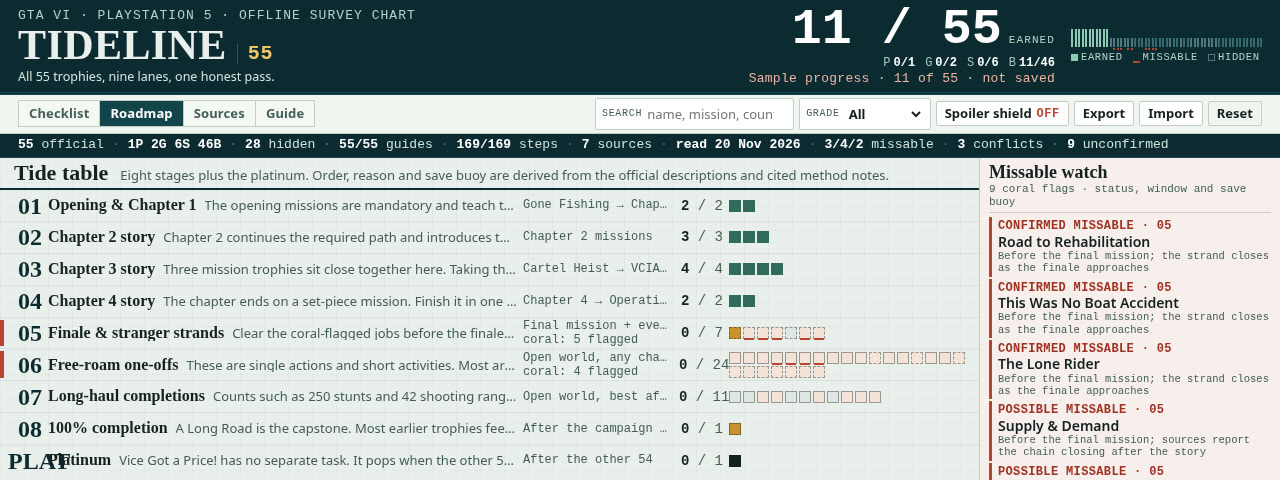 GTA VI · PLAYSTATION 5 · OFFLINE SURVEY CHART
TIDELINE 55
All 55 trophies, nine lanes, one honest pass.
11 / 55 EARNED
P 0/1 G 0/2 S 0/6 B 11/46
Sample progress · 11 of 55 · not saved
EARNED MISSABLE HIDDEN
Checklist Roadmap Sources Guide
SEARCH name, mission, coun
GRADE All
Spoiler shield OFF
Export Import Reset
55 official · 1P 2G 6S 46B · 28 hidden · 55/55 guides · 169/169 steps · 7 sources · read 20 Nov 2026 · 3/4/2 missable · 3 conflicts · 9 unconfirmed
Tide table Eight stages plus the platinum. Order, reason and save buoy are derived from the official descriptions and cited method notes.
01 Opening & Chapter 1 The opening missions are mandatory and teach t… Gone Fishing → Chap… 2 / 2
02 Chapter 2 story Chapter 2 continues the required path and introduces t… Chapter 2 missions 3 / 3
03 Chapter 3 story Three mission trophies sit close together here. Taking th… Cartel Heist → VCIA… 4 / 4
04 Chapter 4 story The chapter ends on a set-piece mission. Finish it in one … Chapter 4 → Operati… 2 / 2
05 Finale & stranger strands Clear the coral-flagged jobs before the finale… Final mission + eve… 0 / 7
coral: 5 flagged
06 Free-roam one-offs These are single actions and short activities. Most ar… Open world, any cha… 0 / 24
coral: 4 flagged
07 Long-haul completions Counts such as 250 stunts and 42 shooting rang… Open world, best af… 0 / 11
08 100% completion A Long Road is the capstone. Most earlier trophies fee… After the campaign … 0 / 1
PLAT Platinum Vice Got a Price! has no separate task. It pops when the other 5… After the other 54 0 / 1
Missable watch
9 coral flags · status, window and save
buoy
CONFIRMED MISSABLE · 05
Road to Rehabilitation
Before the final mission; the strand closes
as the finale approaches
CONFIRMED MISSABLE · 05
This Was No Boat Accident
Before the final mission; the strand closes
as the finale approaches
CONFIRMED MISSABLE · 05
The Lone Rider
Before the final mission; the strand closes
as the finale approaches
POSSIBLE MISSABLE · 05
Supply & Demand
Before the final mission; sources report
the chain closing after the story
POSSIBLE MISSABLE · 05